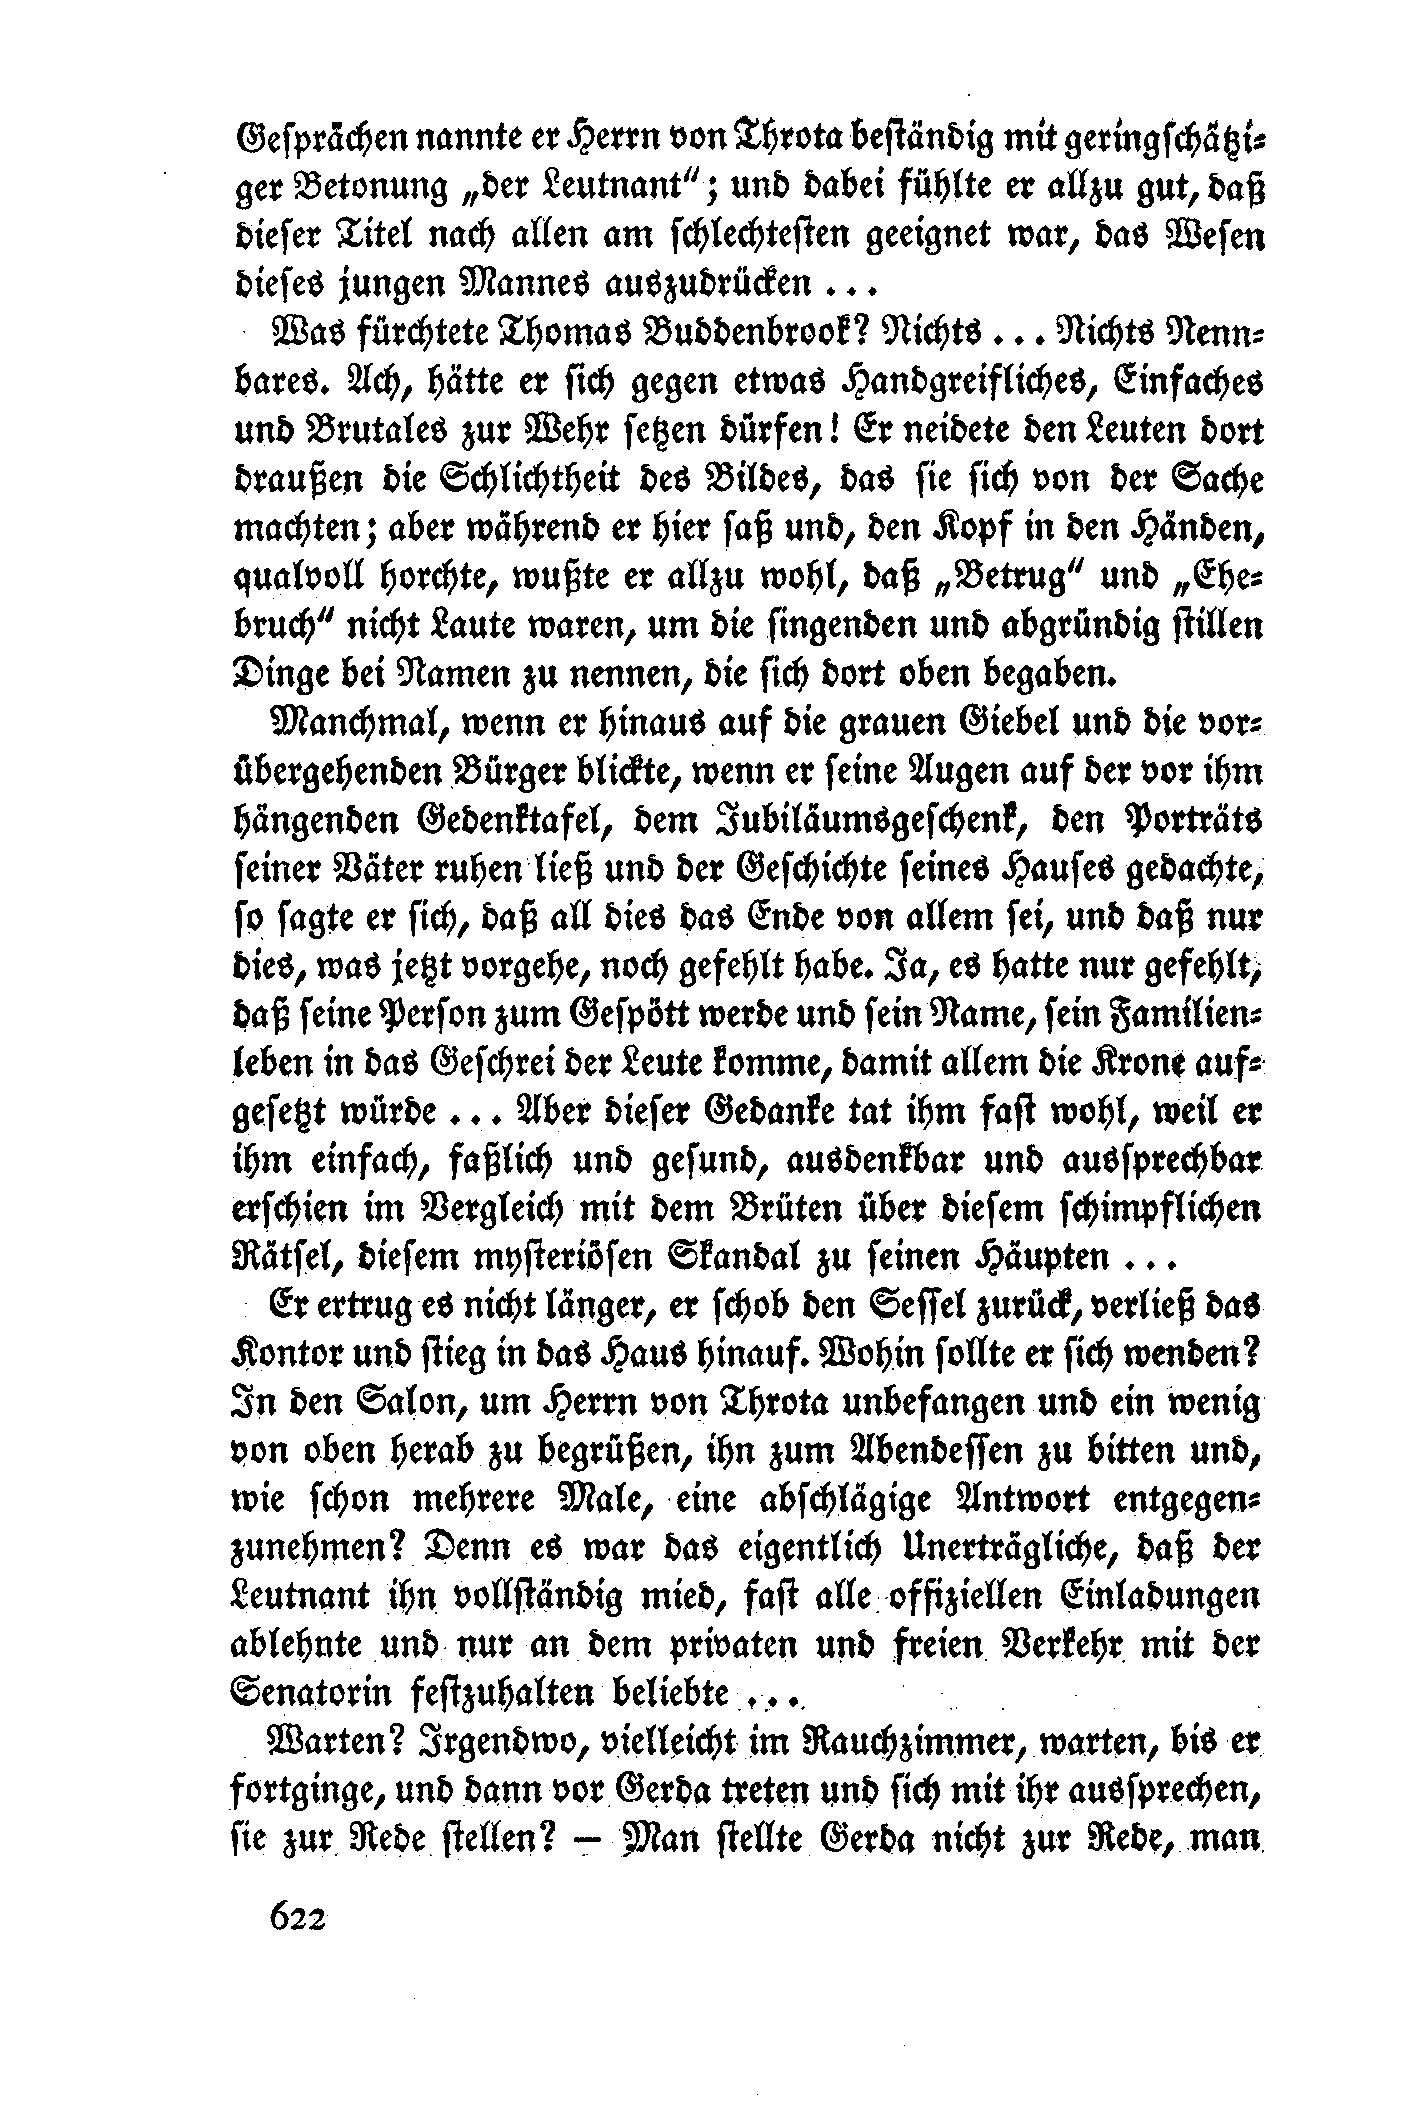 Gesprächen nannte er Herrn von Throta beständig mit geringschätzi-
ger Betonung „der Leutnant“; und dabei fühlte er allzu gut, daß
dieser Titel nach allen am schlechtesten geeignet war, das Wesen
dieses jungen Mannes auszudrücken ...
Was fürchtete Thomas Buddenbrook? Nichts ... Nichts Nenn-
bares. Ach, hätte er sich gegen etwas Handgreifliches, Einfaches
und Brutales zur Wehr setzen dürfen! Er neidete den Leuten dort
draußen die Schlichtheit des Bildes, das sie sich von der Sache
machten; aber während er hier saß und, den Kopf in den Händen,
qualvoll horchte, wußte er allzu wohl, daß „Betrug“ und „Ehe-
bruch“ nicht Laute waren, um die singenden und abgründig stillen
Dinge bei Namen zu nennen, die sich dort oben begaben.
Manchmal, wenn er hinaus auf die grauen Giebel und die vor-
übergehenden Bürger blickte, wenn er seine Augen auf der vor ihm
hängenden Gedenktafel, dem Jubiläumsgeschenk, den Porträts
seiner Väter ruhen ließ und der Geschichte seines Hauses gedachte,
so sagte er sich, daß all dies das Ende von allem sei, und daß nur
dies, was jetzt vorgehe, noch gefehlt habe. Ja, es hatte nur gefehlt,
daß seine Person zum Gespött werde und sein Name, sein Familien-
leben in das Geschrei der Leute komme, damit allem die Krone auf-
gesetzt würde ... Aber dieser Gedanke tat ihm fast wohl, weil er
ihm einfach, faßlich und gesund, ausdenkbar und aussprechbar
erschien im Vergleich mit dem Brüten über diesem schimpflichen
Rätsel, diesem mysteriösen Skandal zu seinen Häupten ...
Er ertrug es nicht länger, er schob den Sessel zurück, verließ das
Kontor und stieg in das Haus hinauf. Wohin sollte er sich wenden?
In den Salon, um Herrn von Throta unbefangen und ein wenig
von oben herab zu begrüßen, ihn zum Abendessen zu bitten und,
wie schon mehrere Male, eine abschlägige Antwort entgegen-
zunehmen? Denn es war das eigentlich Unerträgliche, daß der
Leutnant ihn vollständig mied, fast alle offiziellen Einladungen
ablehnte und nur an dem privaten und freien Verkehr mit der
Senatorin festzuhalten beliebte ...
Warten? Irgendwo, vielleicht im Rauchzimmer, warten, bis er
fortginge, und dann vor Gerda treten und sich mit ihr aussprechen,
sie zur Rede stellen? — Man stellte Gerda nicht zur Rede, man
622